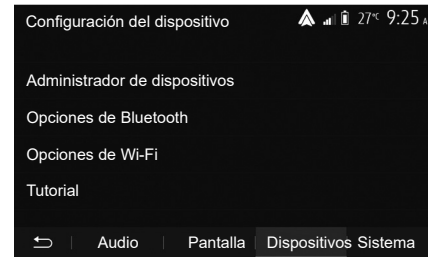 Configuración del dispositivo 27°C 9:25 A
Administrador de dispositivos
Opciones de Bluetooth
Opciones de Wi-Fi
Tutorial
Audio Pantalla Dispositivos Sistema